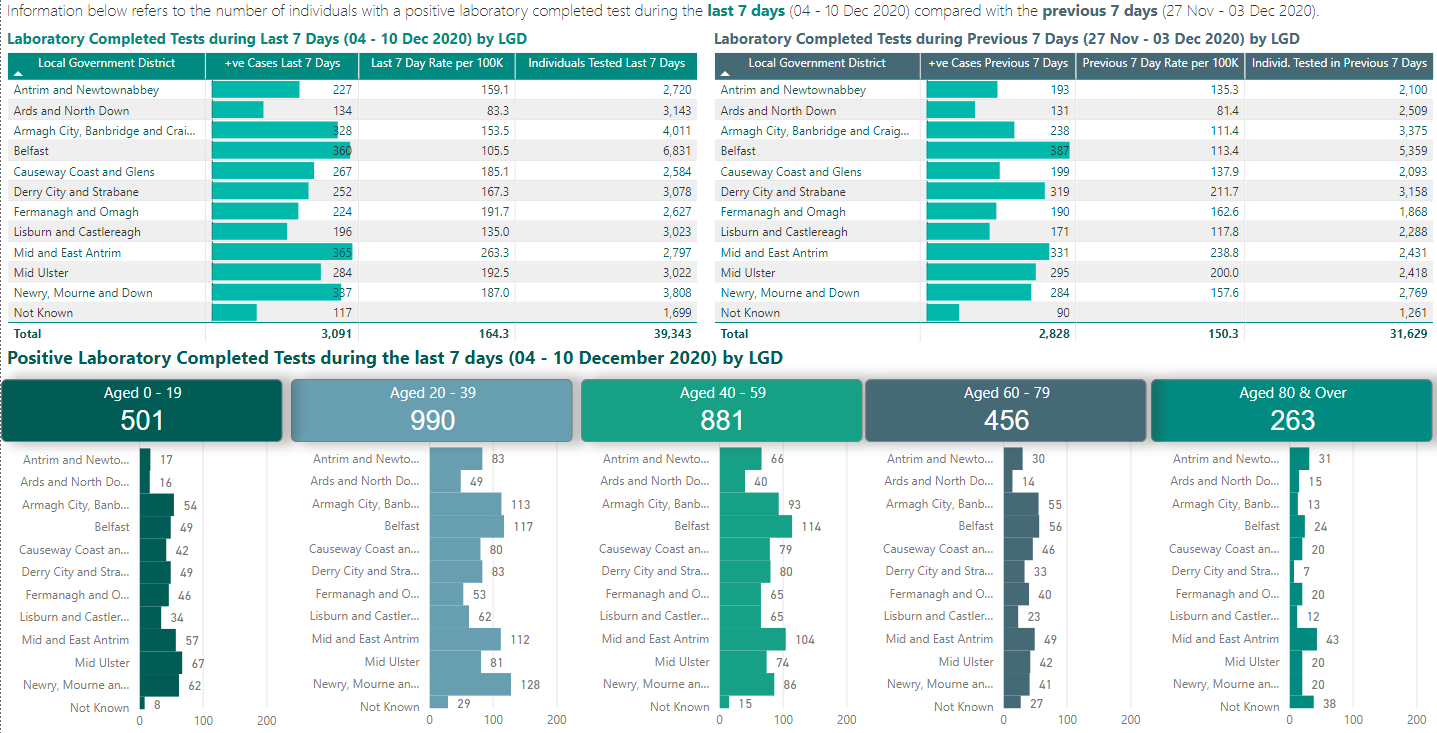 Information below refers to the number of individuals with a positive laboratory completed test during the last 7 days (04 - 10 Dec 2020) compared with the previous 7 days (27 Nov - 03 Dec 2020).
Laboratory Completed Tests during Last 7 Days (04 - 10 Dec 2020) by LGD
Local Government District +ve Cases Last 7 Days Last 7 Day Rate per 100K Individuals Tested Last 7 Days
Antrim and Newtownabbey 227 159.1 2,720
Ards and North Down 134 83.3 3,143
Armagh City, Banbridge and Crai... 328 153.5 4,011
Belfast 360 105.5 6,831
Causeway Coast and Glens 267 185.1 2,584
Derry City and Strabane 252 167.3 3,078
Fermanagh and Omagh 224 191.7 2,627
Lisburn and Castlereagh 196 135.0 3,023
Mid and East Antrim 365 263.3 2,797
Mid Ulster 284 192.5 3,022
Newry, Mourne and Down 337 187.0 3,808
Not Known 117 1,699
Total 3,091 164.3 39,343
Laboratory Completed Tests during Previous 7 Days (27 Nov - 03 Dec 2020) by LGD
Local Government District +ve Cases Previous 7 Days Previous 7 Day Rate per 100K Individ. Tested in Previous 7 Days
Antrim and Newtownabbey 193 135.3 2,100
Ards and North Down 131 81.4 2,509
Armagh City, Banbridge and Craig... 238 111.4 3,375
Belfast 387 113.4 5,359
Causeway Coast and Glens 199 137.9 2,093
Derry City and Strabane 319 211.7 3,158
Fermanagh and Omagh 190 162.6 1,868
Lisburn and Castlereagh 171 117.8 2,288
Mid and East Antrim 331 238.8 2,431
Mid Ulster 295 200.0 2,418
Newry, Mourne and Down 284 157.6 2,769
Not Known 90 1,261
Total 2,828 150.3 31,629
Positive Laboratory Completed Tests during the last 7 days (04 - 10 December 2020) by LGD
Aged 0 - 19
501
Antrim and Newto... 17
Ards and North Do... 16
Armagh City, Banb... 54
Belfast 49
Causeway Coast an... 42
Derry City and Stra... 49
Fermanagh and O... 46
Lisburn and Castler... 34
Mid and East Antrim 57
Mid Ulster 67
Newry, Mourne an... 62
Not Known 8
0 100 200
Aged 20 - 39
990
Antrim and Newto... 83
Ards and North Do... 49
Armagh City, Banb... 113
Belfast 117
Causeway Coast an... 80
Derry City and Stra... 83
Fermanagh and O... 53
Lisburn and Castler... 62
Mid and East Antrim 112
Mid Ulster 81
Newry, Mourne an... 128
Not Known 29
0 100 200
Aged 40 - 59
881
Antrim and Newto... 66
Ards and North Do... 40
Armagh City, Banb... 93
Belfast 114
Causeway Coast an... 79
Derry City and Stra... 80
Fermanagh and O... 65
Lisburn and Castler... 65
Mid and East Antrim 104
Mid Ulster 74
Newry, Mourne an... 86
Not Known 15
0 100 200
Aged 60 - 79
456
Antrim and Newto... 30
Ards and North Do... 14
Armagh City, Banb... 55
Belfast 56
Causeway Coast an... 46
Derry City and Stra... 33
Fermanagh and O... 40
Lisburn and Castler... 23
Mid and East Antrim 49
Mid Ulster 42
Newry, Mourne an... 41
Not Known 27
0 100 200
Aged 80 & Over
263
Antrim and Newto... 31
Ards and North Do... 15
Armagh City, Banb... 13
Belfast 24
Causeway Coast an... 20
Derry City and Stra... 7
Fermanagh and O... 20
Lisburn and Castler... 12
Mid and East Antrim 43
Mid Ulster 20
Newry, Mourne an... 20
Not Known 38
0 100 200